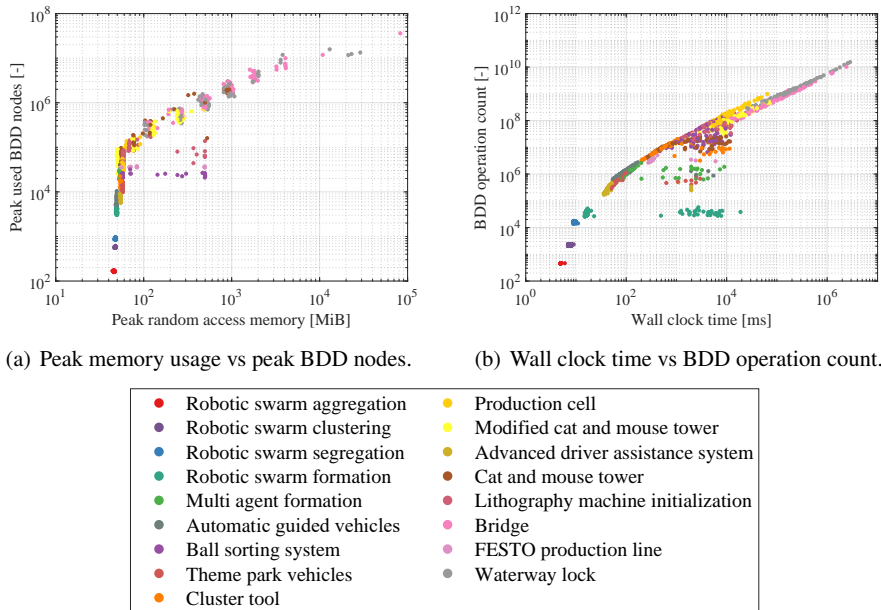 10^8
10^6
10^4
10^2
Peak used BDD nodes [-]
10^1
10^2
10^3
10^4
10^5
Peak random access memory [MiB]
10^12
10^10
10^8
10^6
10^4
10^2
BDD operation count [-]
10^0
10^2
10^4
10^6
Wall clock time [ms]
(a) Peak memory usage vs peak BDD nodes.
(b) Wall clock time vs BDD operation count.
Robotic swarm aggregation
Robotic swarm clustering
Robotic swarm segregation
Robotic swarm formation
Multi agent formation
Automatic guided vehicles
Ball sorting system
Theme park vehicles
Cluster tool
Production cell
Modified cat and mouse tower
Advanced driver assistance system
Cat and mouse tower
Lithography machine initialization
Bridge
FESTO production line
Waterway lock